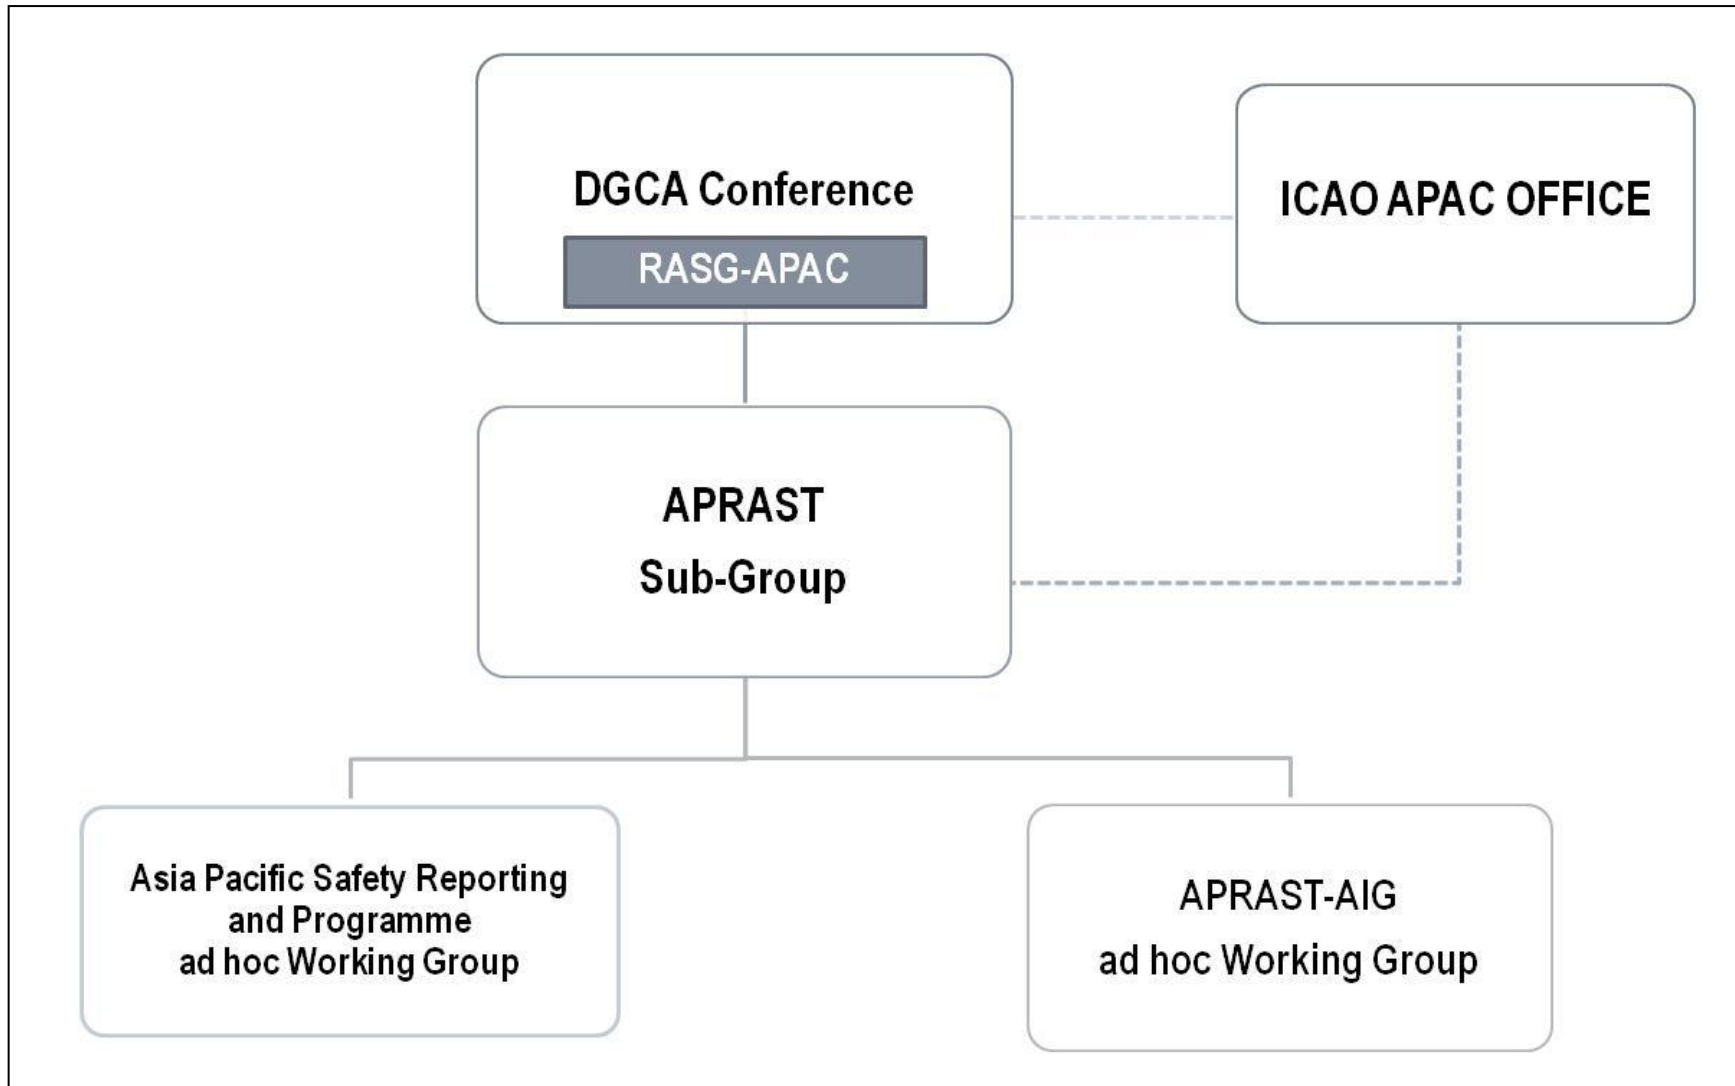 DGCA Conference
RASG-APAC
ICAO APAC OFFICE
APRAST
Sub-Group
Asia Pacific Safety Reporting
and Programme
ad hoc Working Group
APRAST-AIG
ad hoc Working Group